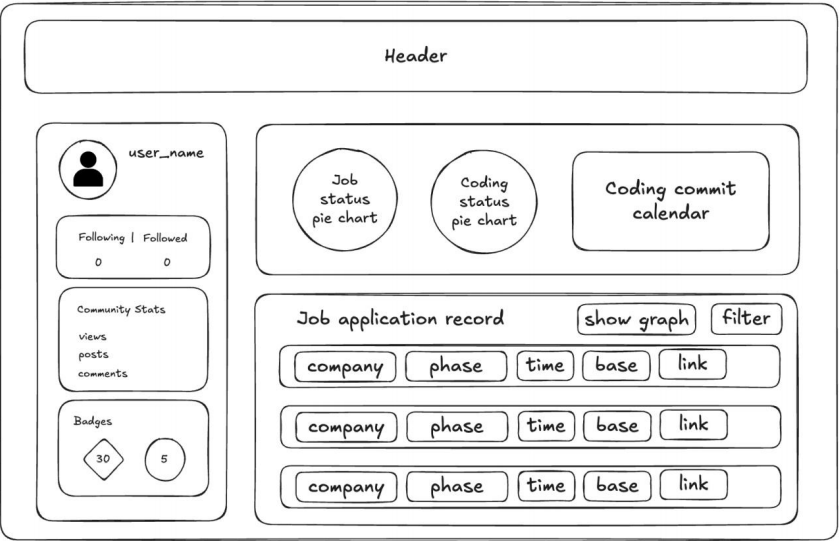 Header
user_name
Following | Followed
0 0
Community Stats
views
posts
comments
Badges
30 5
Job
status
pie chart
Coding
status
pie chart
Coding commit
calendar
Job application record show graph filter
company phase time base link
company phase time base link
company phase time base link